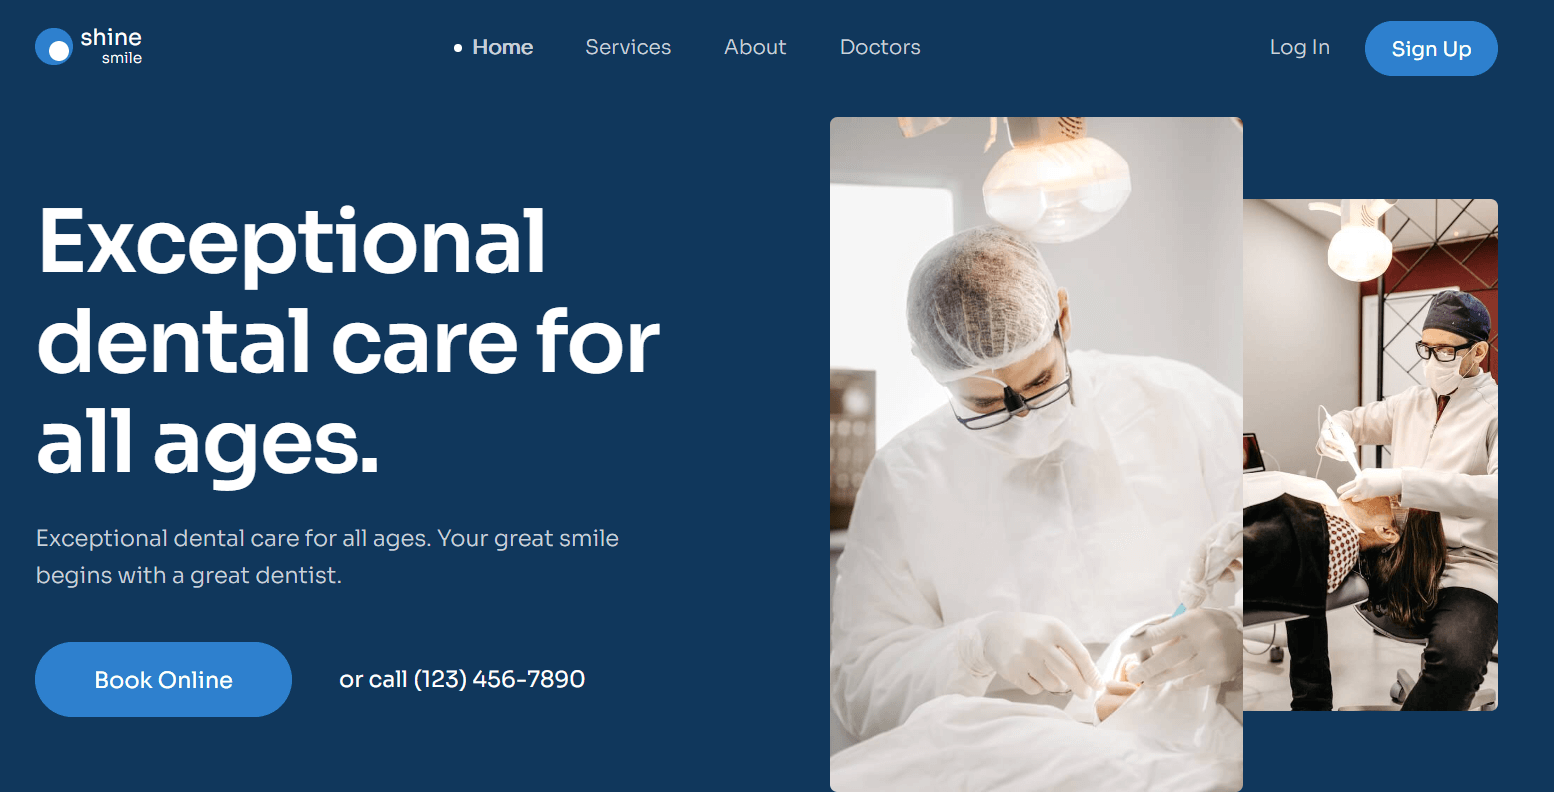 shine
smile
Home
Services
About
Doctors
Log In
Sign Up
Exceptional
dental care for
all ages.
Exceptional dental care for all ages. Your great smile
begins with a great dentist.
Book Online
or call (123) 456-7890